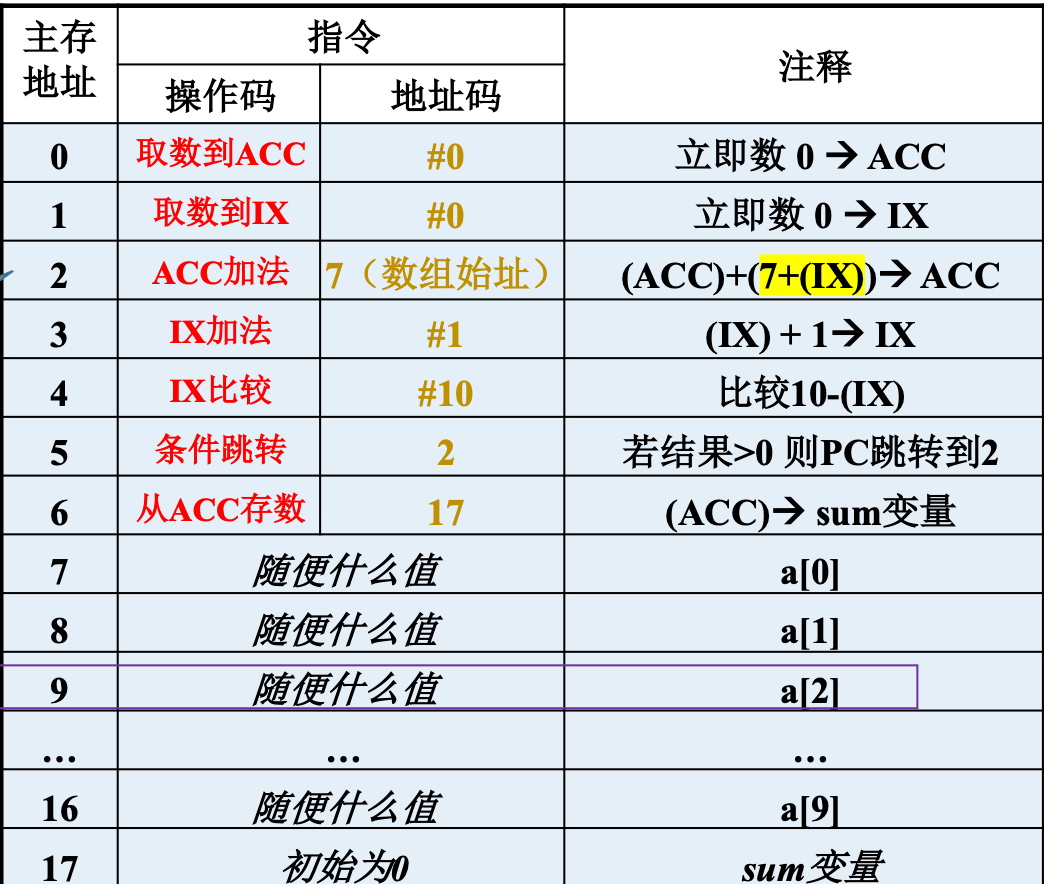 主存地址 指令 注释
操作码 地址码
0 取数到ACC #0 立即数 0 → ACC
1 取数到IX #0 立即数 0 → IX
2 ACC加法 7（数组始址） (ACC)+(7+(IX))→ ACC
3 IX加法 #1 (IX) + 1→ IX
4 IX比较 #10 比较10-(IX)
5 条件跳转 2 若结果>0 则PC跳转到2
6 从ACC存数 17 (ACC)→ sum变量
7 随便什么值 a[0]
8 随便什么值 a[1]
9 随便什么值 a[2]
… … …
16 随便什么值 a[9]
17 初始为0 sum变量